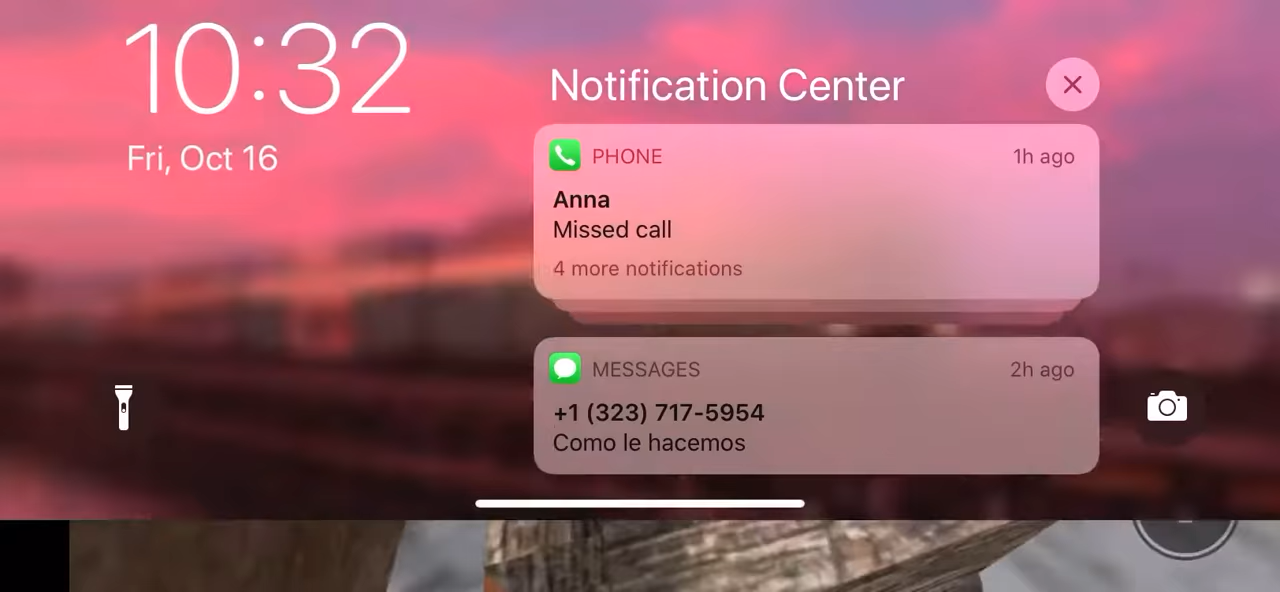 10:32
Fri, Oct 16
Notification Center
PHONE
1h ago
Anna
Missed call
4 more notifications
MESSAGES
2h ago
+1 (323) 717-5954
Como le hacemos